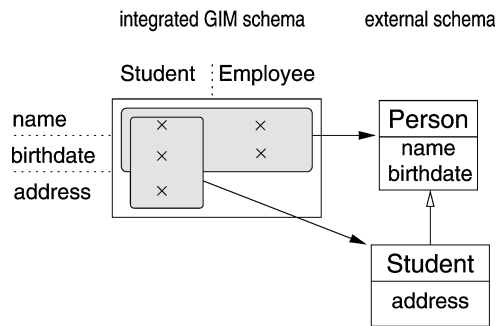 integrated GIM schema
external schema
Student
Employee
name
birthdate
address
Person
name
birthdate
Student
address